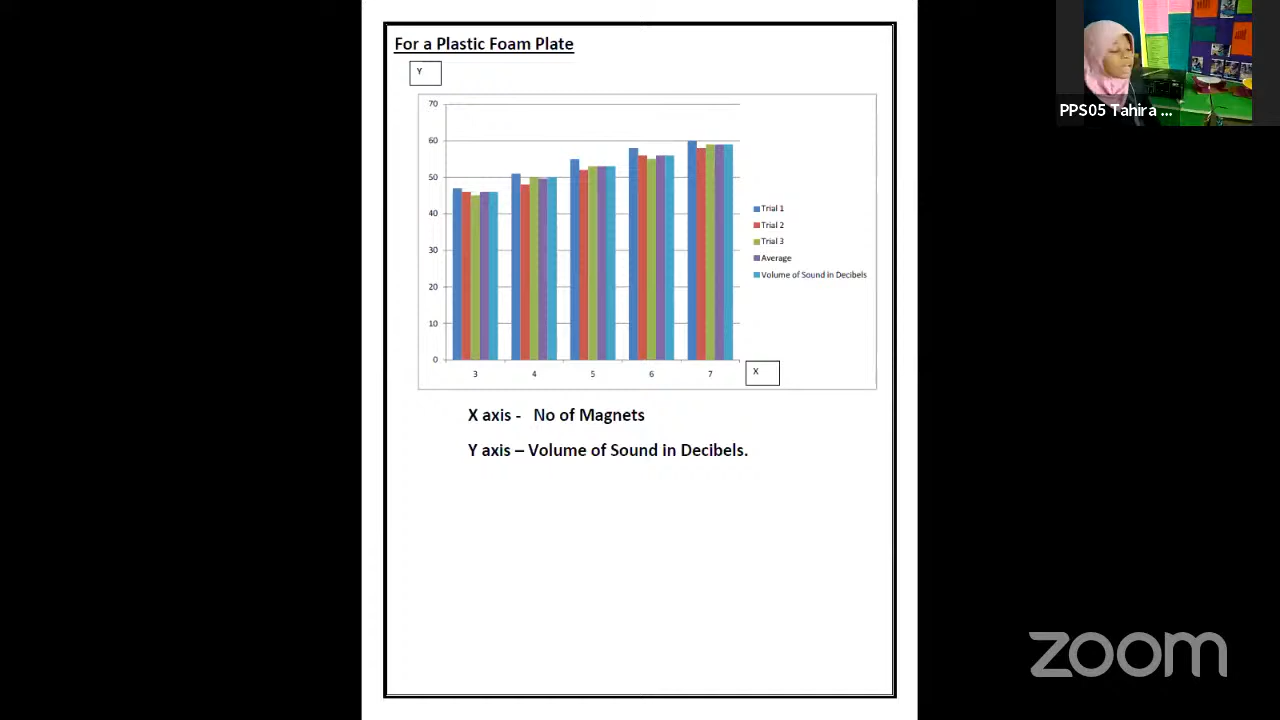 For a Plastic Foam Plate
Y
70
60
50
40
30
20
10
0
3 4 5 6 7
X
Trial 1
Trial 2
Trial 3
Average
Volume of Sound in Decibels
X axis - No of Magnets
Y axis – Volume of Sound in Decibels.
PPS05 Tahira ...
zoom